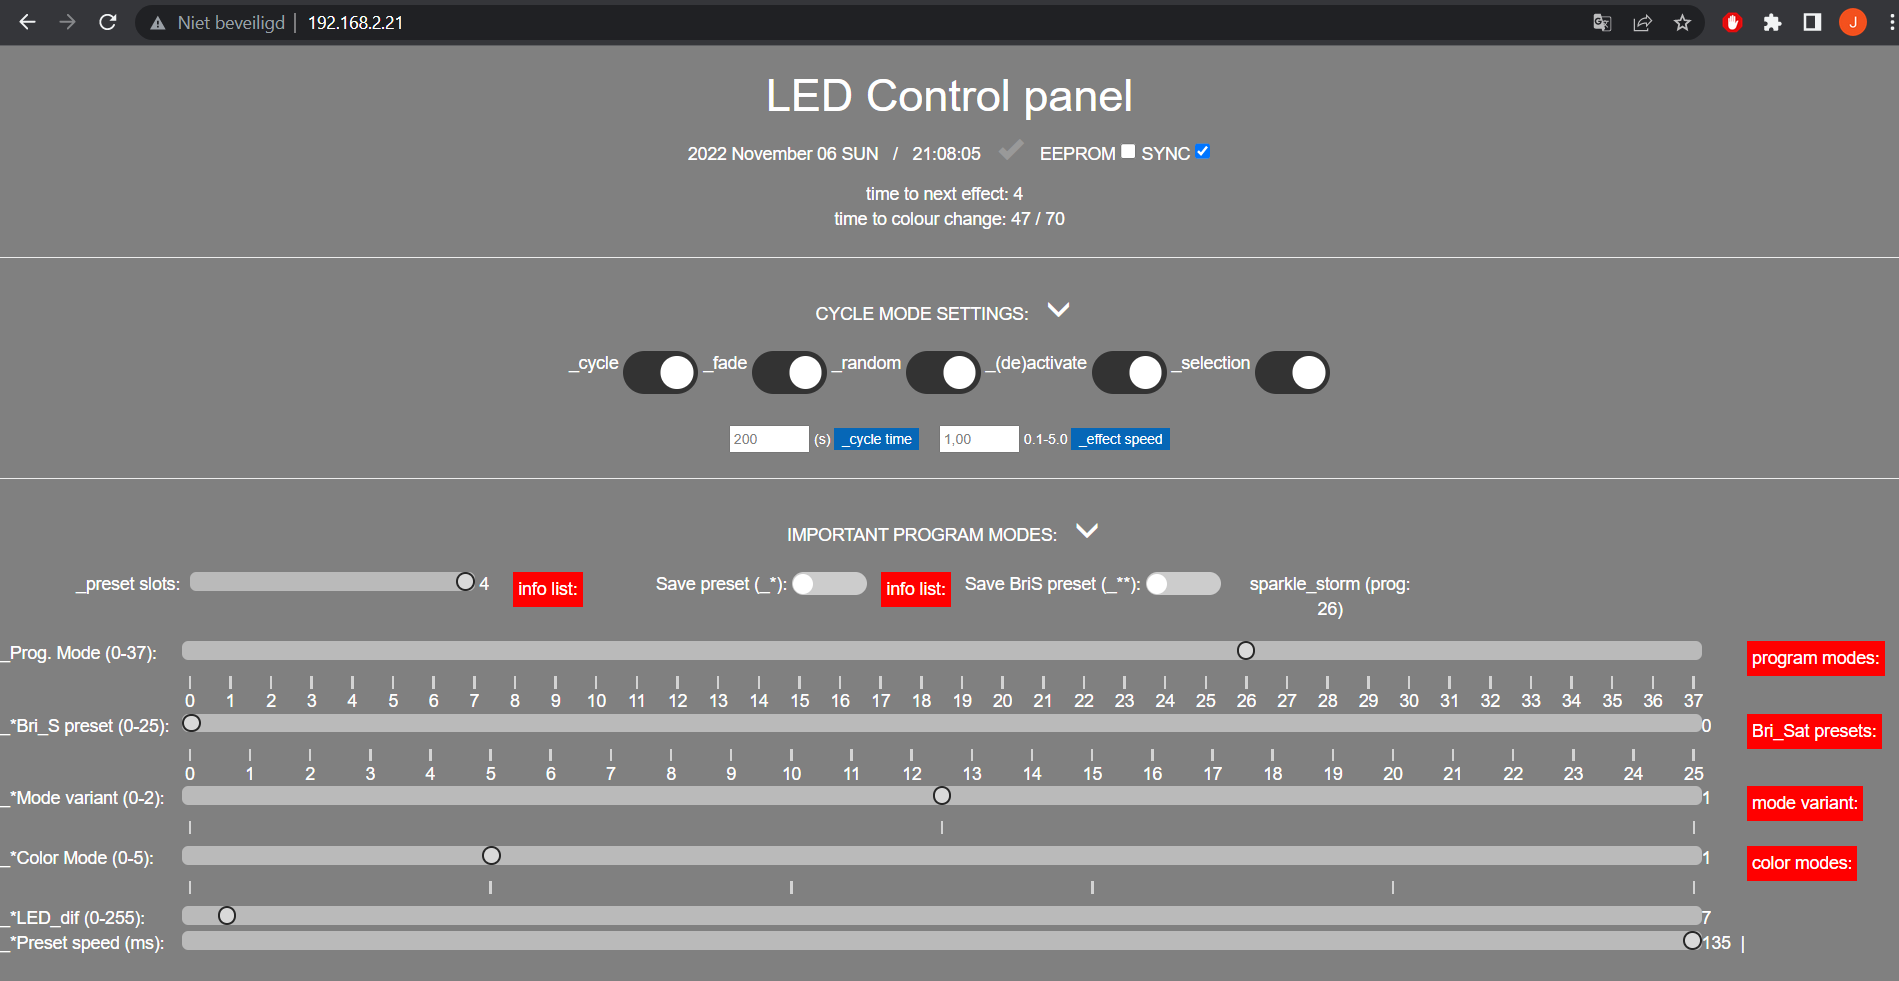 Niet beveiligd | 192.168.2.21
J
LED Control panel
2022 November 06 SUN / 21:08:05 EEPROM SYNC
time to next effect: 4
time to colour change: 47 / 70
CYCLE MODE SETTINGS:
_cycle _fade _random _(de)activate _selection
200 (s) _cycle time 1,00 0.1-5.0 _effect speed
IMPORTANT PROGRAM MODES:
_preset slots: 4 info list: Save preset (_*): info list: Save BriS preset (_**): sparkle_storm (prog:
26)
_Prog. Mode (0-37): program modes:
0 1 2 3 4 5 6 7 8 9 10 11 12 13 14 15 16 17 18 19 20 21 22 23 24 25 26 27 28 29 30 31 32 33 34 35 36 37
_*Bri_S preset (0-25): 0 Bri_Sat presets:
0 1 2 3 4 5 6 7 8 9 10 11 12 13 14 15 16 17 18 19 20 21 22 23 24 25
_*Mode variant (0-2): 1 mode variant:
_*Color Mode (0-5): 1 color modes:
_*LED_dif (0-255): 7
_*Preset speed (ms): 135 |